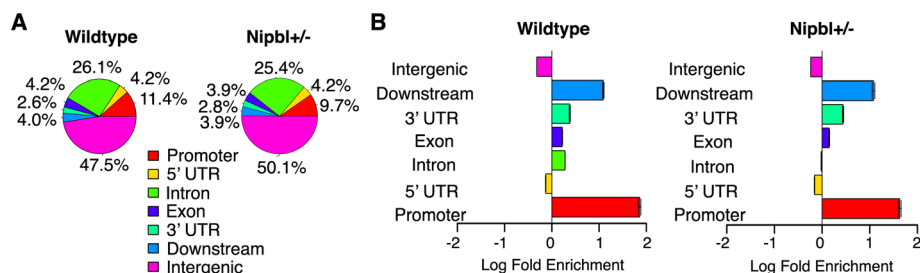 A
Wildtype
Nipbl+/-
26.1%
4.2%
4.2%
2.6%
11.4%
4.0%
47.5%
25.4%
3.9%
4.2%
2.8%
9.7%
3.9%
50.1%
Promoter
5' UTR
Intron
Exon
3' UTR
Downstream
Intergenic
B
Wildtype
Intergenic
Downstream
3' UTR
Exon
Intron
5' UTR
Promoter
-2 -1 0 1 2
Log Fold Enrichment
Nipbl+/-
Intergenic
Downstream
3' UTR
Exon
Intron
5' UTR
Promoter
-2 -1 0 1 2
Log Fold Enrichment